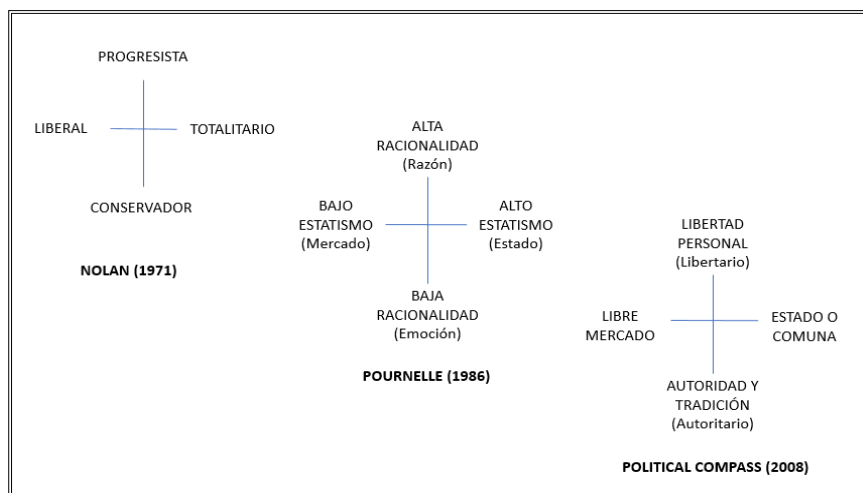 PROGRESISTA
LIBERAL
TOTALITARIO
CONSERVADOR
NOLAN (1971)
ALTA
RACIONALIDAD
(Razón)
BAJO
ESTATISMO
(Mercado)
ALTO
ESTATISMO
(Estado)
BAJA
RACIONALIDAD
(Emoción)
POURNELLE (1986)
LIBERTAD
PERSONAL
(Libertario)
LIBRE
MERCADO
ESTADO O
COMUNA
AUTORIDAD Y
TRADICIÓN
(Autoritario)
POLITICAL COMPASS (2008)